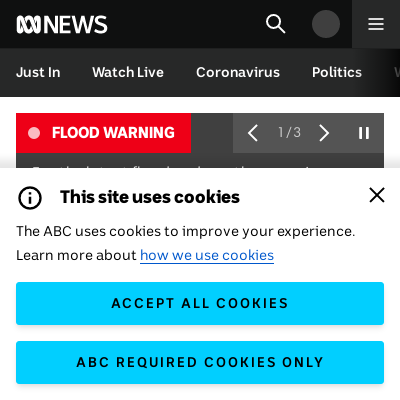 NEWS
Just In Watch Live Coronavirus Politics
FLOOD WARNING 1/3
This site uses cookies
The ABC uses cookies to improve your experience.
Learn more about how we use cookies
ACCEPT ALL COOKIES
ABC REQUIRED COOKIES ONLY